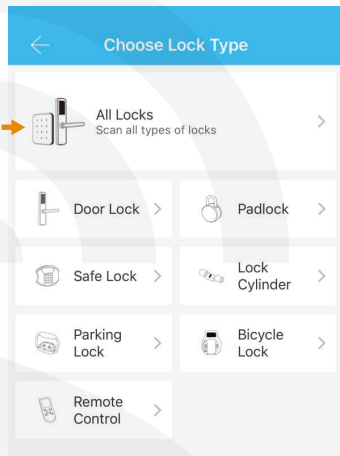 Choose Lock Type
All Locks
Scan all types of locks
Door Lock
Padlock
Safe Lock
Lock
Cylinder
Parking
Lock
Bicycle
Lock
Remote
Control